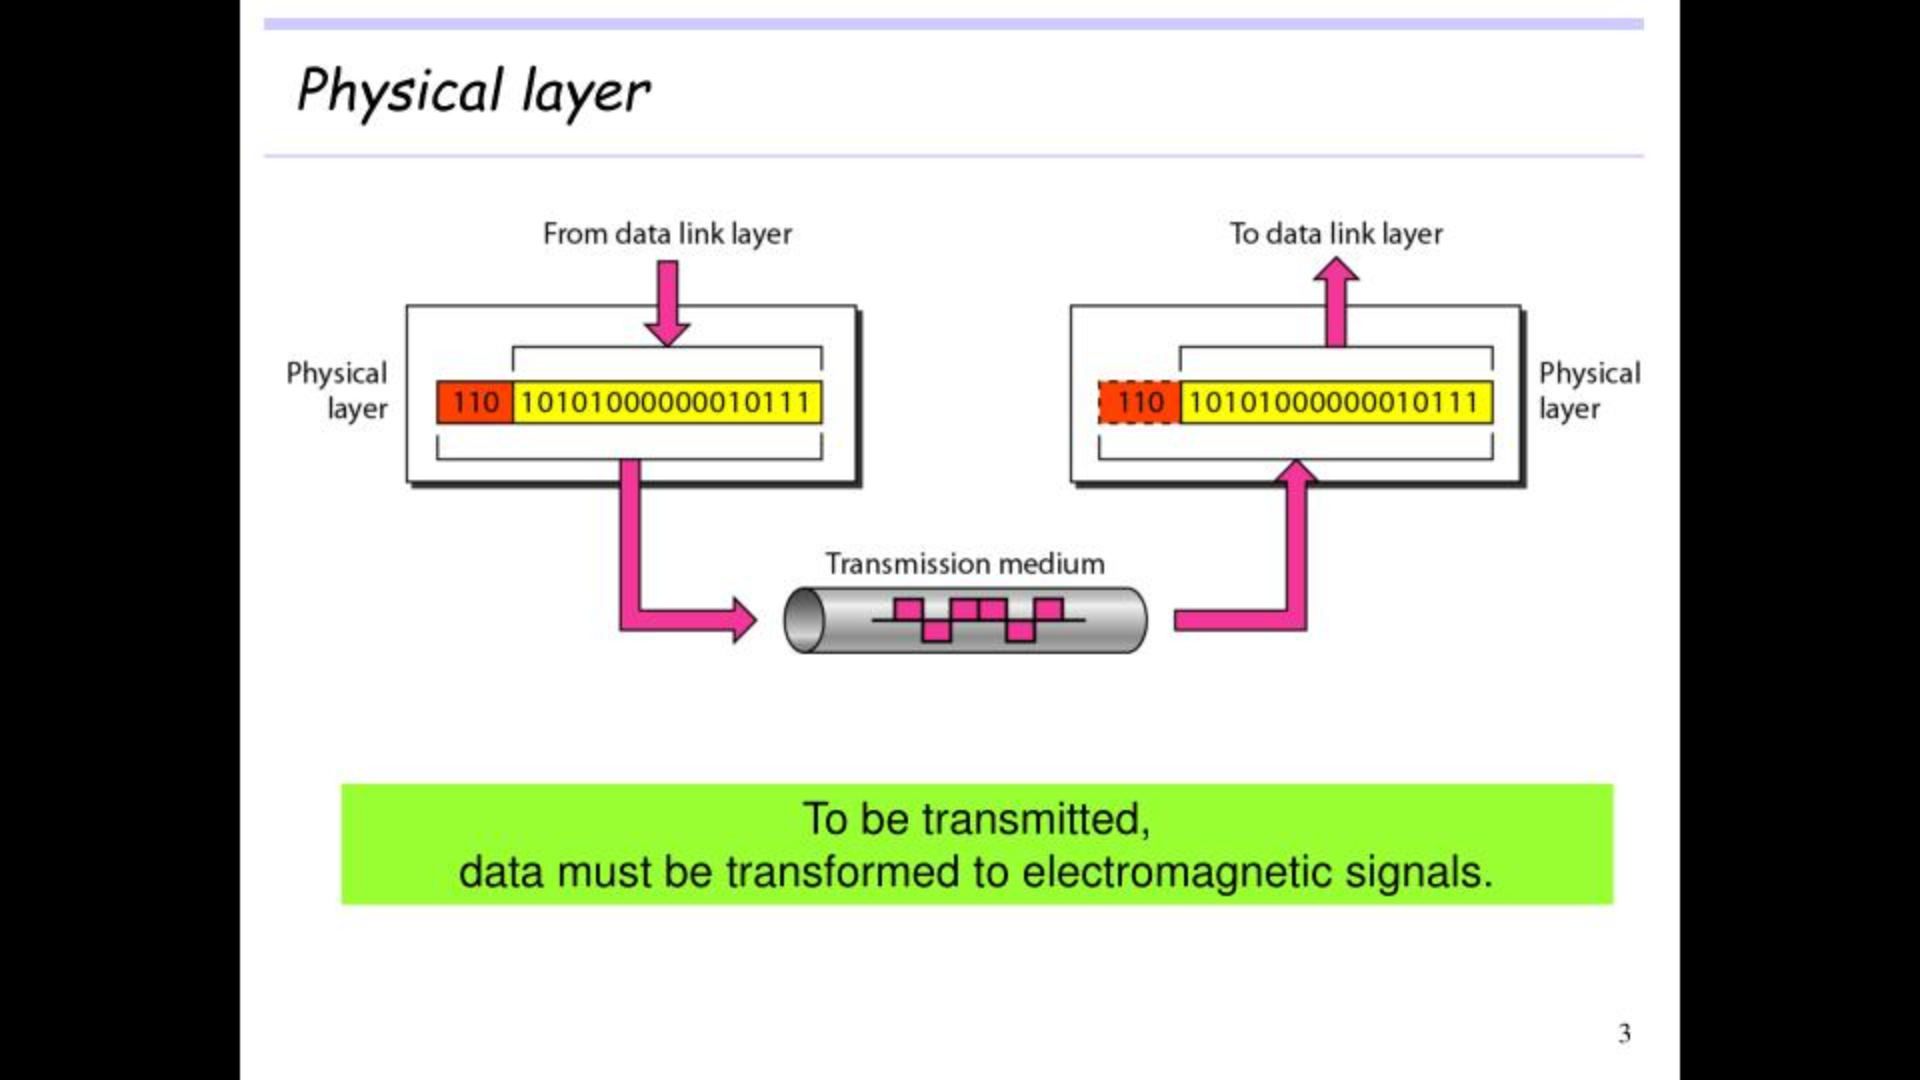 Physical layer
From data link layer
To data link layer
Physical
layer
110 10101000000010111
110 10101000000010111
Physical
layer
Transmission medium
To be transmitted,
data must be transformed to electromagnetic signals.
3